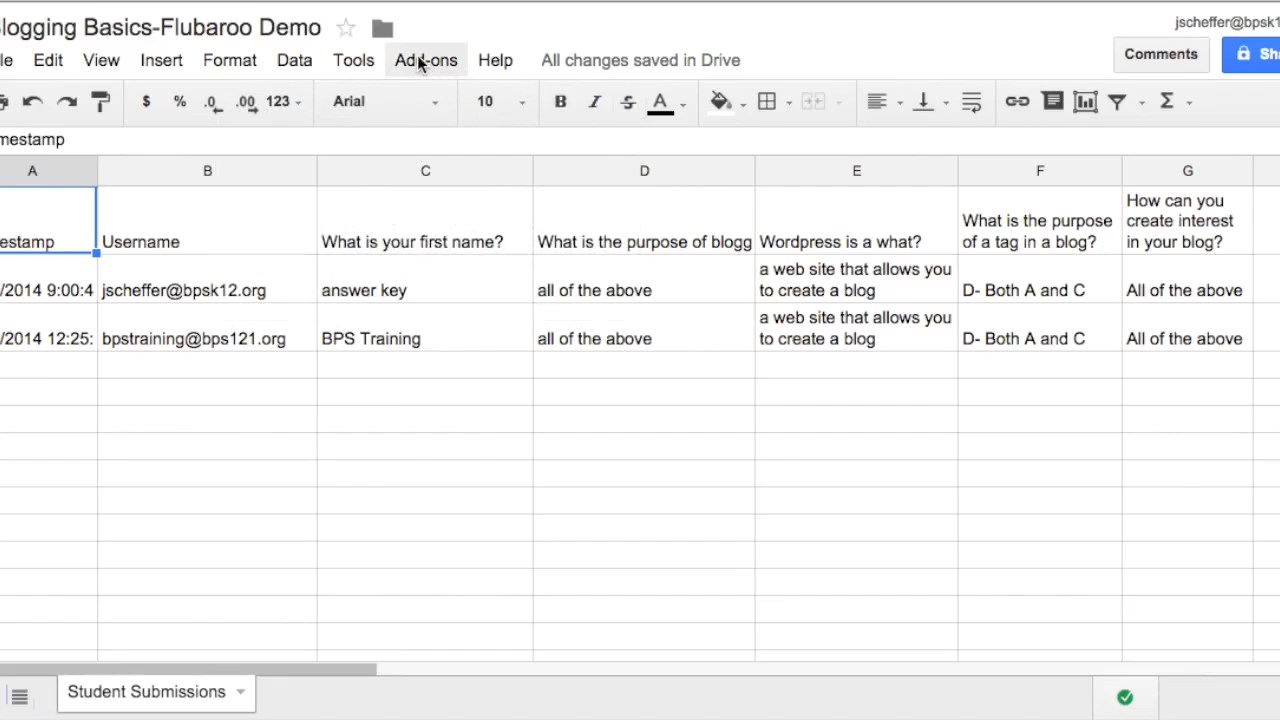 logging Basics-Flubaroo Demo
jscheffer@bpsk1
le Edit View Insert Format Data Tools Add-ons Help All changes saved in Drive
Comments Sha
$ % .0 .00 123 Arial 10 B I S A Σ
mestamp
A B C D E F G
estamp Username What is your first name? What is the purpose of blogg Wordpress is a what? What is the purpose
of a tag in a blog? How can you
create interest
in your blog?
/2014 9:00:4 jscheffer@bpsk12.org answer key all of the above a web site that allows you
to create a blog D- Both A and C All of the above
/2014 12:25: bpstraining@bps121.org BPS Training all of the above a web site that allows you
to create a blog D- Both A and C All of the above
Student Submissions